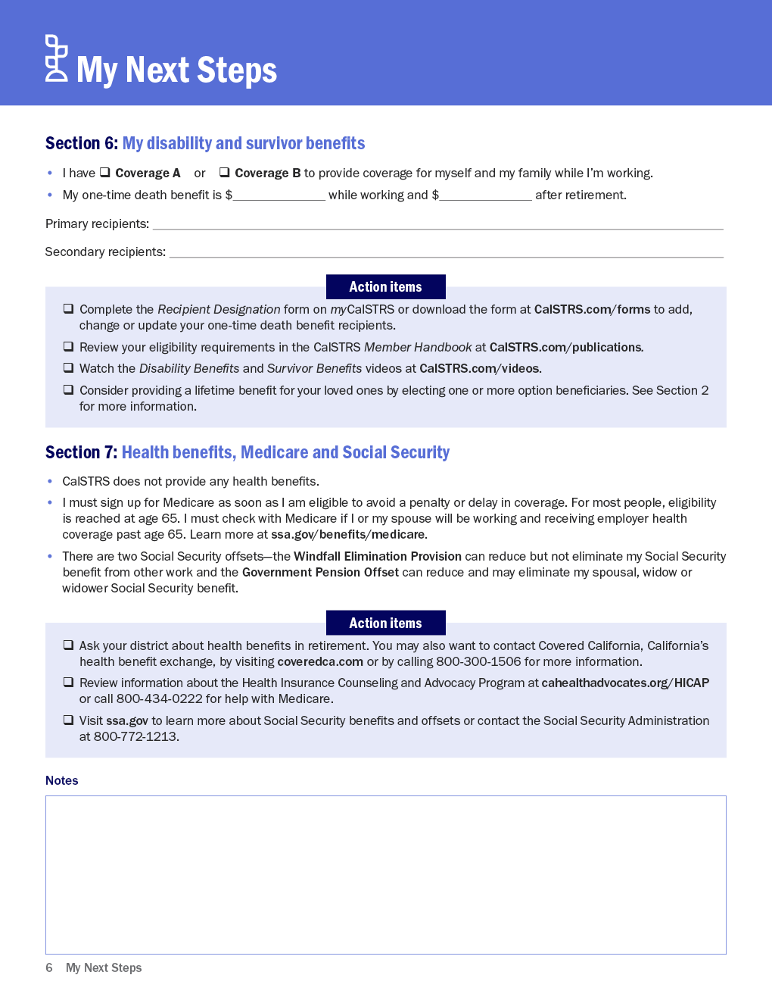 My Next Steps
Section 6: My disability and survivor benefits
• I have ❑ Coverage A or ❑ Coverage B to provide coverage for myself and my family while I’m working.
• My one-time death benefit is $______________ while working and $______________ after retirement.
Primary recipients: ______________
Secondary recipients: ______________
Action items
❑ Complete the Recipient Designation form on myCalSTRS or download the form at CalSTRS.com/forms to add,
change or update your one-time death benefit recipients.
❑ Review your eligibility requirements in the CalSTRS Member Handbook at CalSTRS.com/publications.
❑ Watch the Disability Benefits and Survivor Benefits videos at CalSTRS.com/videos.
❑ Consider providing a lifetime benefit for your loved ones by electing one or more option beneficiaries. See Section 2
for more information.
Section 7: Health benefits, Medicare and Social Security
• CalSTRS does not provide any health benefits.
• I must sign up for Medicare as soon as I am eligible to avoid a penalty or delay in coverage. For most people, eligibility
is reached at age 65. I must check with Medicare if I or my spouse will be working and receiving employer health
coverage past age 65. Learn more at ssa.gov/benefits/medicare.
• There are two Social Security offsets—the Windfall Elimination Provision can reduce but not eliminate my Social Security
benefit from other work and the Government Pension Offset can reduce and may eliminate my spousal, widow or
widower Social Security benefit.
Action items
❑ Ask your district about health benefits in retirement. You may also want to contact Covered California, California’s
health benefit exchange, by visiting coveredca.com or by calling 800-300-1506 for more information.
❑ Review information about the Health Insurance Counseling and Advocacy Program at cahealthadvocates.org/HICAP
or call 800-434-0222 for help with Medicare.
❑ Visit ssa.gov to learn more about Social Security benefits and offsets or contact the Social Security Administration
at 800-772-1213.
Notes
6 My Next Steps